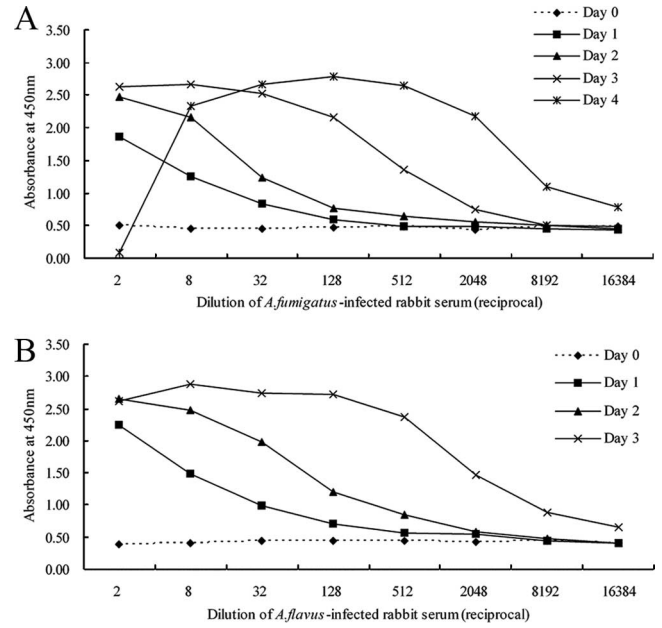 A
3.50
3.00
2.50
2.00
1.50
1.00
0.50
0.00
Absorbance at 450nm
2 8 32 128 512 2048 8192 16384
Dilution of A.fumigatus-infected rabbit serum (reciprocal)
Day 0
Day 1
Day 2
Day 3
Day 4
B
3.50
3.00
2.50
2.00
1.50
1.00
0.50
0.00
Absorbance at 450nm
2 8 32 128 512 2048 8192 16384
Dilution of A.flavus-infected rabbit serum (reciprocal)
Day 0
Day 1
Day 2
Day 3